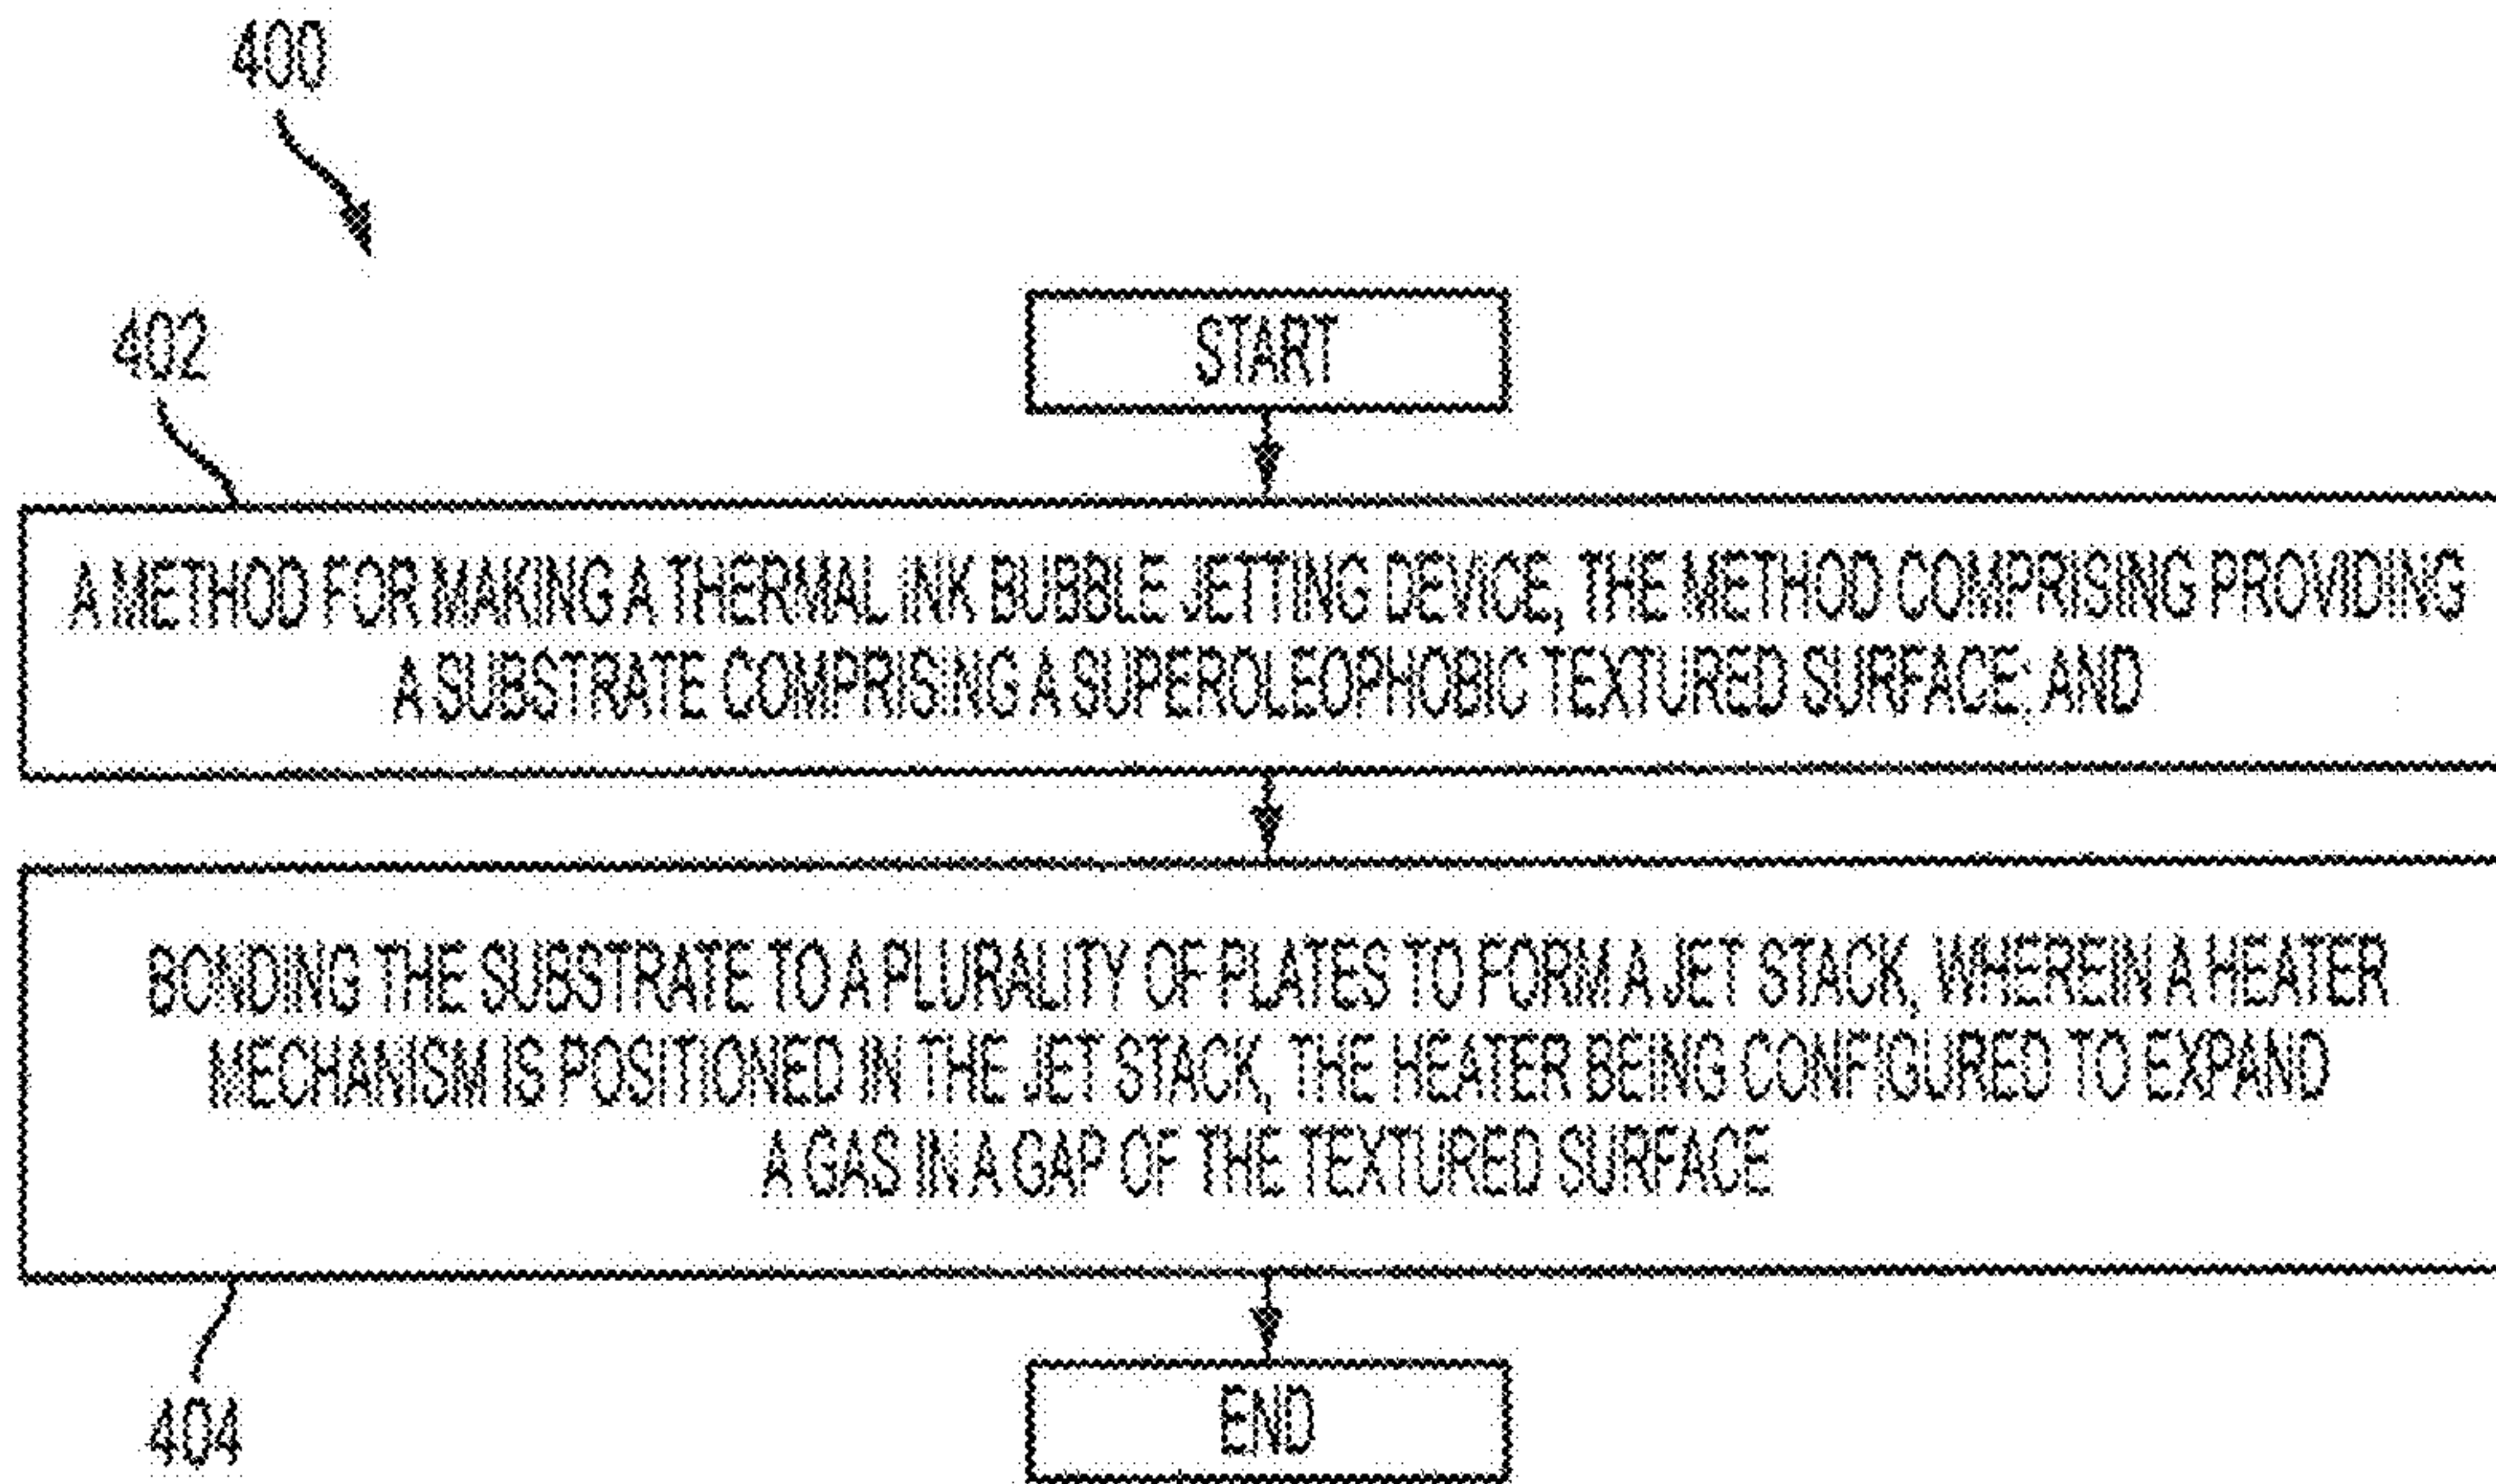 400
402
START
A METHOD FOR MAKING A THERMAL INK BUBBLE JETTING DEVICE, THE METHOD COMPRISING PROVIDING
A SUBSTRATE COMPRISING A SUPEROLEOPHOBIC TEXTURED SURFACE; AND
BONDING THE SUBSTRATE TO A PLURALITY OF PLATES TO FORM A JET STACK, WHEREIN A HEATER
MECHANISM IS POSITIONED IN THE JET STACK, THE HEATER BEING CONFIGURED TO EXPAND
A GAS IN A GAP OF THE TEXTURED SURFACE
404
END